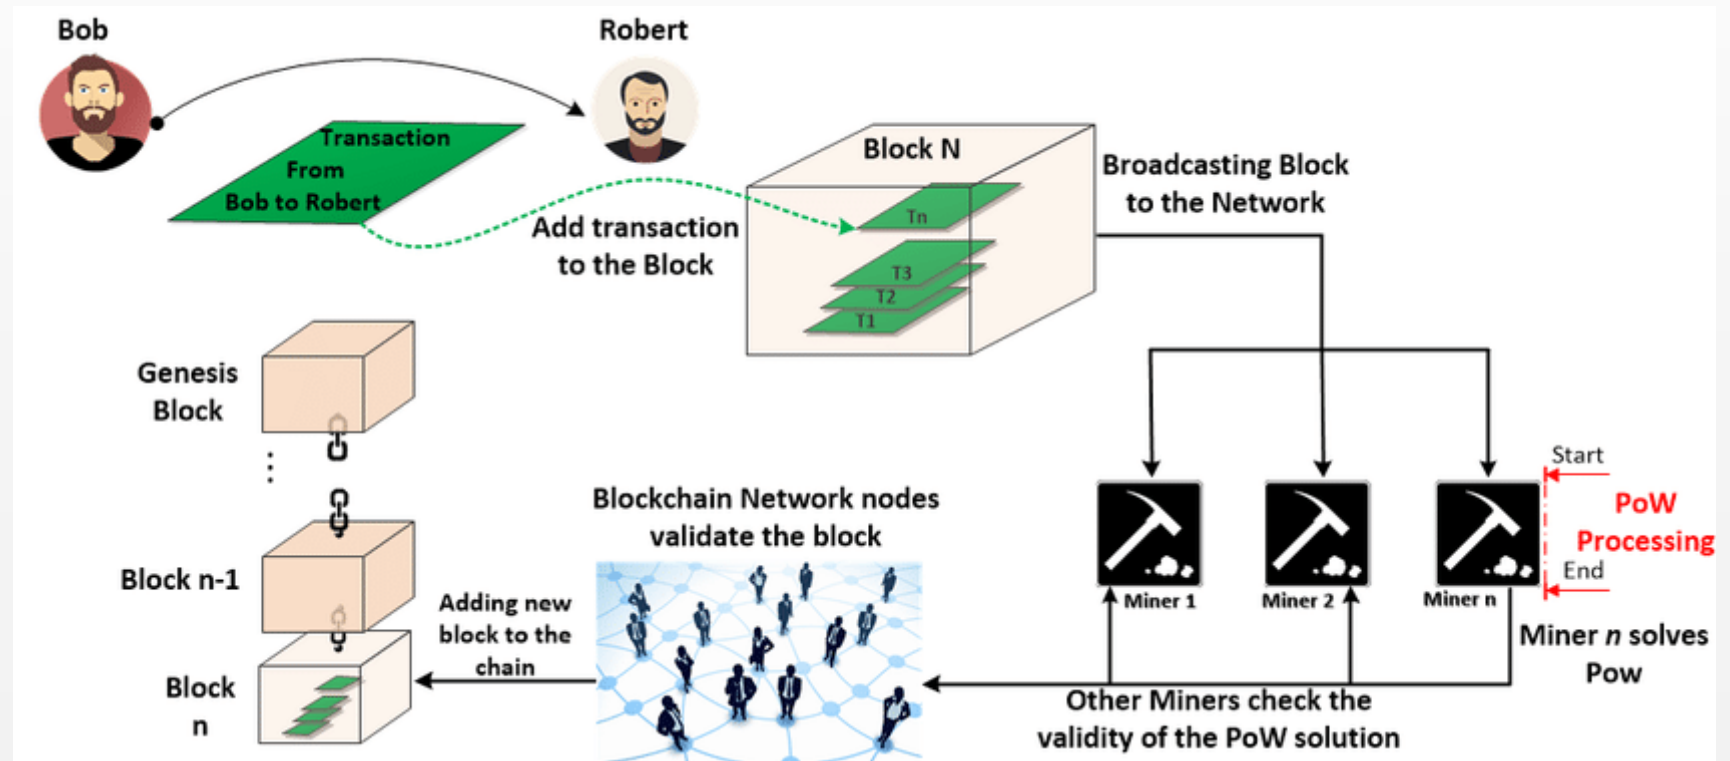 Bob
Robert
Transaction
From
Bob to Robert
Add transaction
to the Block
Block N
Tn
T3
T2
T1
Broadcasting Block
to the Network
Genesis
Block
Block n-1
Block
n
Adding new
block to the
chain
Blockchain Network nodes
validate the block
Miner 1
Miner 2
Miner n
Start
PoW
Processing
End
Miner n solves
Pow
Other Miners check the
validity of the PoW solution